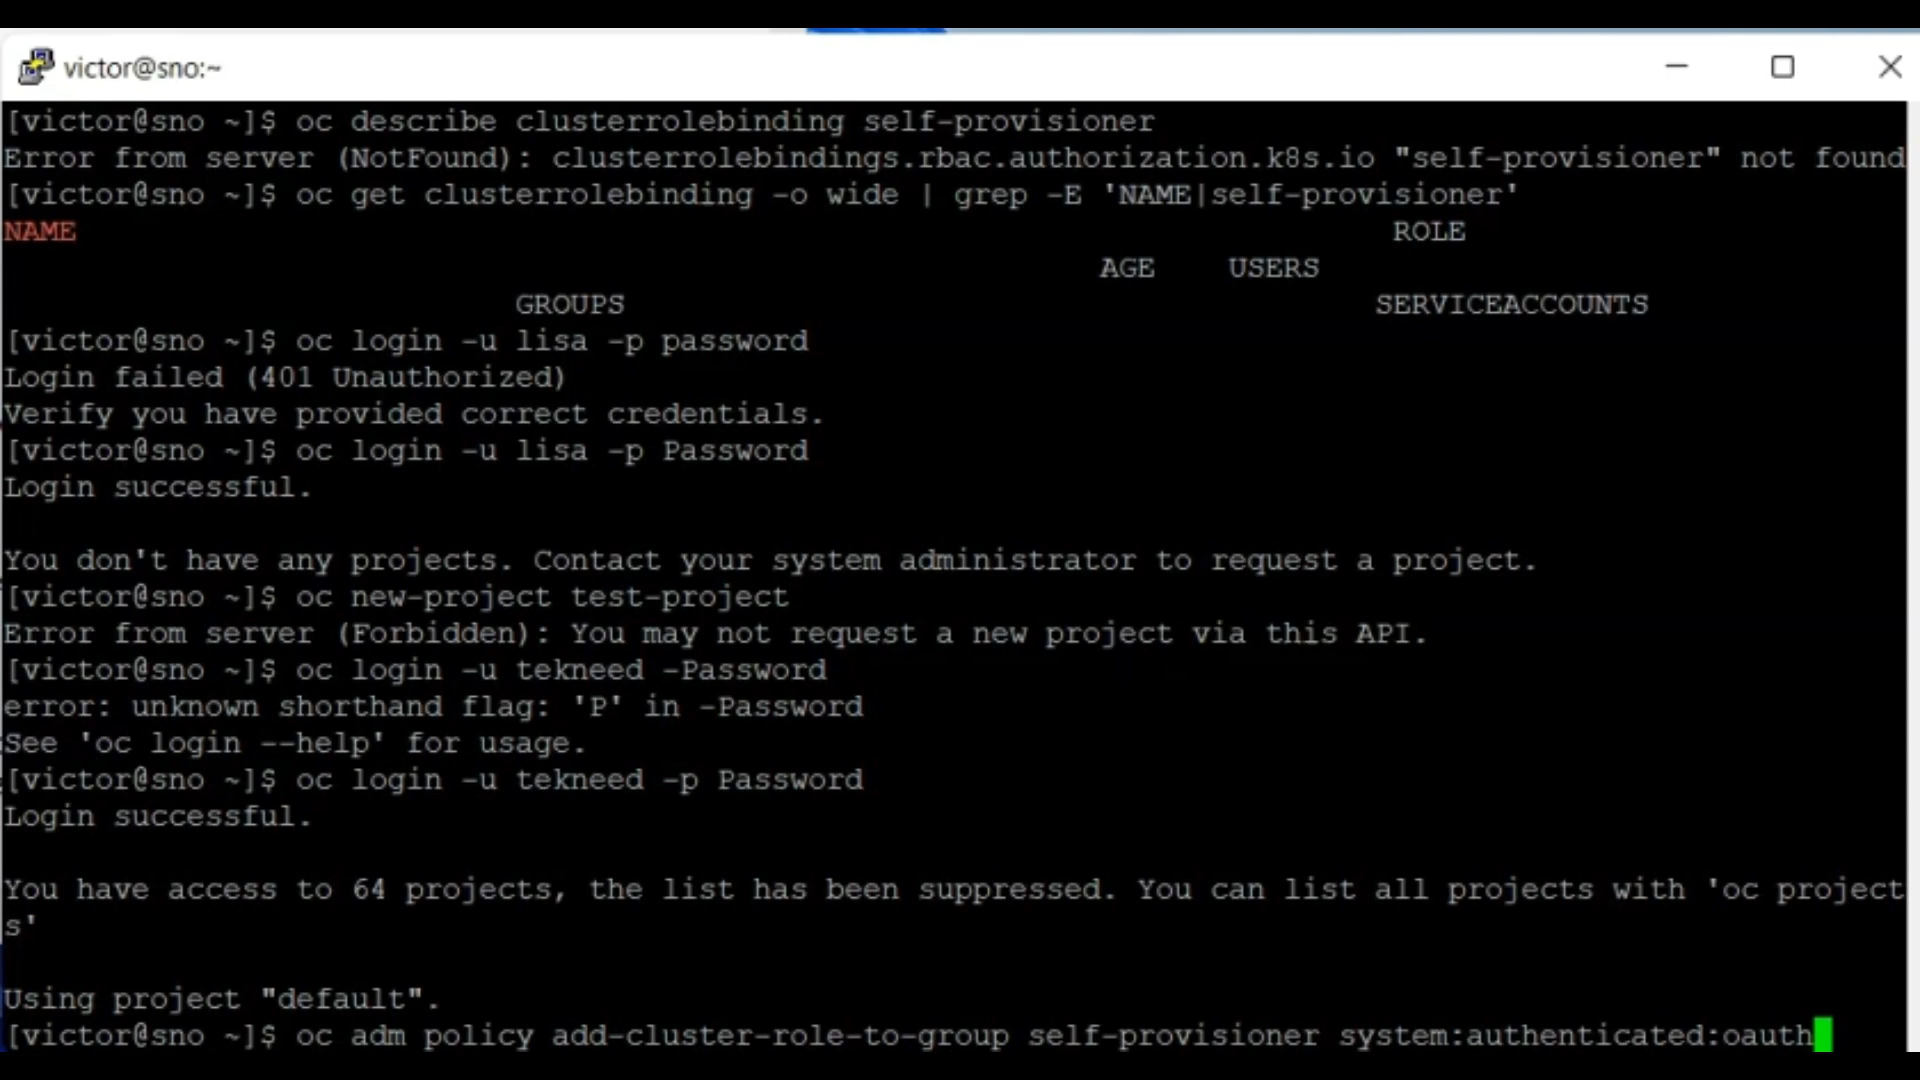 victor@sno:~
[victor@sno ~]$ oc describe clusterrolebinding self-provisioner
Error from server (NotFound): clusterrolebindings.rbac.authorization.k8s.io "self-provisioner" not found
[victor@sno ~]$ oc get clusterrolebinding -o wide | grep -E 'NAME|self-provisioner'
NAME ROLE
AGE USERS
GROUPS SERVICEACCOUNTS
[victor@sno ~]$ oc login -u lisa -p password
Login failed (401 Unauthorized)
Verify you have provided correct credentials.
[victor@sno ~]$ oc login -u lisa -p Password
Login successful.
You don't have any projects. Contact your system administrator to request a project.
[victor@sno ~]$ oc new-project test-project
Error from server (Forbidden): You may not request a new project via this API.
[victor@sno ~]$ oc login -u tekneed -Password
error: unknown shorthand flag: 'P' in -Password
See 'oc login --help' for usage.
[victor@sno ~]$ oc login -u tekneed -p Password
Login successful.
You have access to 64 projects, the list has been suppressed. You can list all projects with 'oc project
s'
Using project "default".
[victor@sno ~]$ oc adm policy add-cluster-role-to-group self-provisioner system:authenticated:oauth